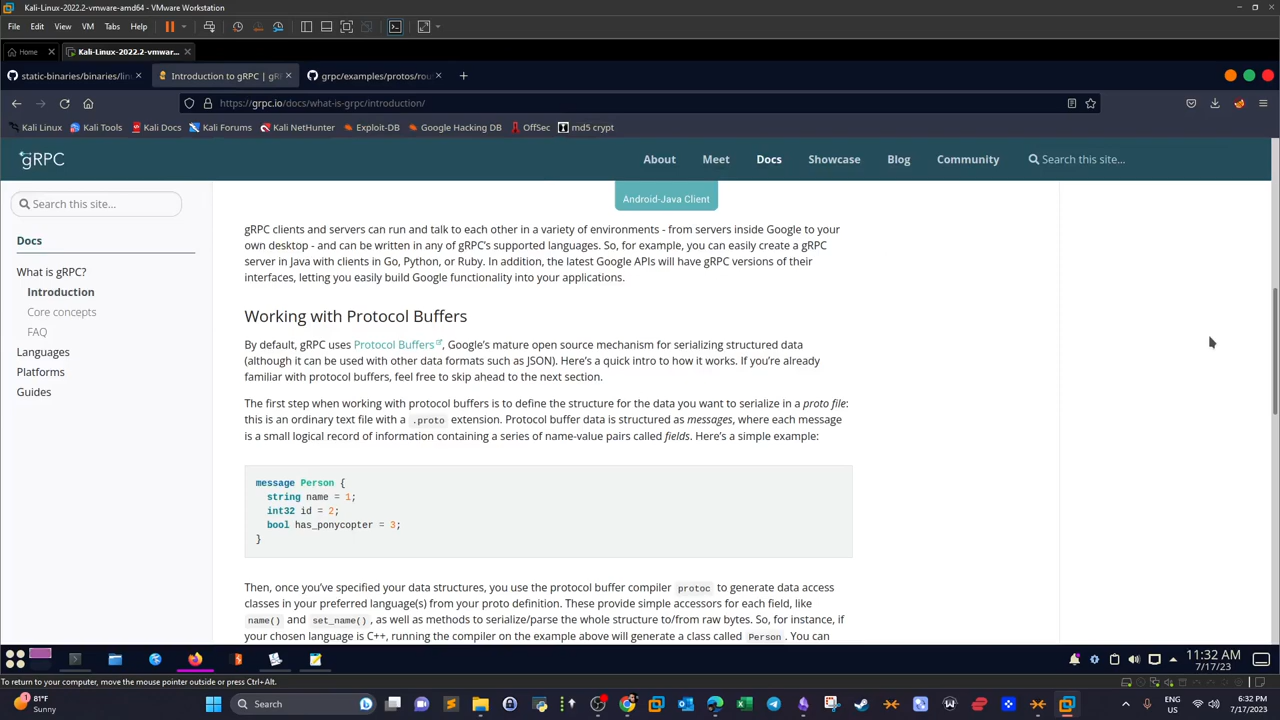 Kali-Linux-2022.2-vmware-amd64 - VMware Workstation
File Edit View VM Tabs Help
Home Kali-Linux-2022.2-vmwar...
static-binaries/binaries/lin Introduction to gRPC | gR grpc/examples/protos/rou
https://grpc.io/docs/what-is-grpc/introduction/
Kali Linux Kali Tools Kali Docs Kali Forums Kali NetHunter Exploit-DB Google Hacking DB OffSec md5 crypt
gRPC About Meet Docs Showcase Blog Community Search this site...
Search this site...
Docs
What is gRPC?
Introduction
Core concepts
FAQ
Languages
Platforms
Guides
Android-Java Client
gRPC clients and servers can run and talk to each other in a variety of environments - from servers inside Google to your
own desktop - and can be written in any of gRPC's supported languages. So, for example, you can easily create a gRPC
server in Java with clients in Go, Python, or Ruby. In addition, the latest Google APIs will have gRPC versions of their
interfaces, letting you easily build Google functionality into your applications.
Working with Protocol Buffers
By default, gRPC uses Protocol Buffers, Google's mature open source mechanism for serializing structured data
(although it can be used with other data formats such as JSON). Here's a quick intro to how it works. If you're already
familiar with protocol buffers, feel free to skip ahead to the next section.
The first step when working with protocol buffers is to define the structure for the data you want to serialize in a proto file:
this is an ordinary text file with a .proto extension. Protocol buffer data is structured as messages, where each message
is a small logical record of information containing a series of name-value pairs called fields. Here's a simple example:
message Person {
string name = 1;
int32 id = 2;
bool has_ponycopter = 3;
}
Then, once you've specified your data structures, you use the protocol buffer compiler protoc to generate data access
classes in your preferred language(s) from your proto definition. These provide simple accessors for each field, like
name() and set_name(), as well as methods to serialize/parse the whole structure to/from raw bytes. So, for instance, if
your chosen language is C++, running the compiler on the example above will generate a class called Person. You can
11:32 AM
7/17/23
To return to your computer, move the mouse pointer outside or press Ctrl+Alt.
81°F
Sunny
Search
ENG
US
6:32 PM
7/17/2023